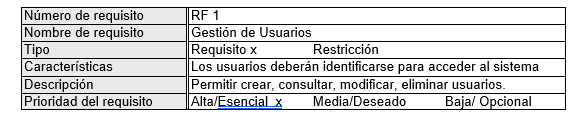 Número de requisito RF 1
Nombre de requisito Gestión de Usuarios
Tipo Requisito x Restricción
Características Los usuarios deberán identificarse para acceder al sistema
Descripción Permitir crear, consultar, modificar, eliminar usuarios.
Prioridad del requisito Alta/Esencial x Media/Deseado Baja/ Opcional